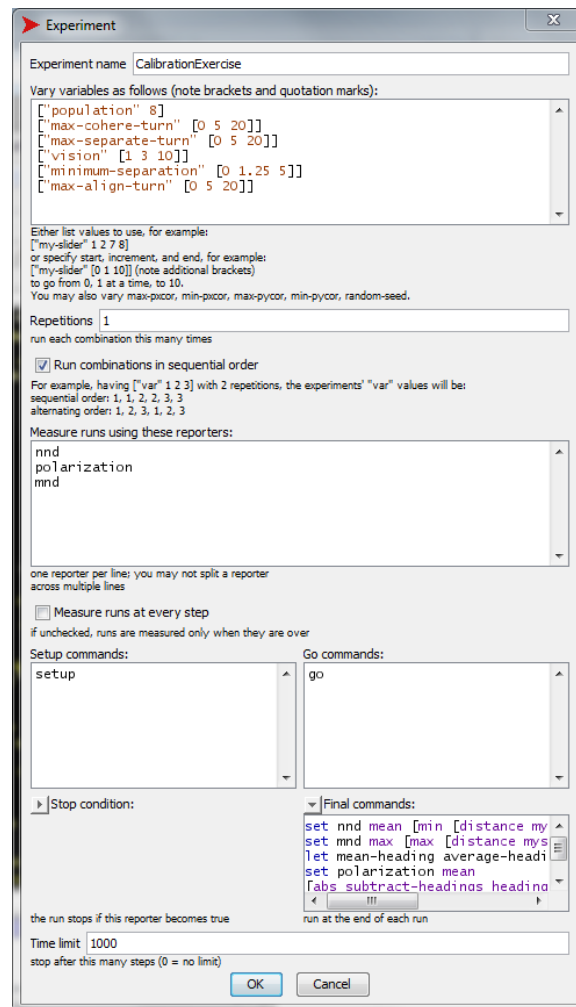 Experiment
X
Experiment name CalibrationExercise
Vary variables as follows (note brackets and quotation marks):
["population" 8]
["max-cohere-turn" [0 5 20]]
["max-separate-turn" [0 5 20]]
["vision" [1 3 10]]
["minimum-separation" [0 1.25 5]]
["max-align-turn" [0 5 20]]
Either list values to use, for example:
["my-slider" 1 2 7 8]
or specify start, increment, and end, for example:
["my-slider" [0 1 10]] (note additional brackets)
to go from 0, 1 at a time, to 10.
You may also vary max-pxcor, min-pxcor, max-pycor, min-pycor, random-seed.
Repetitions 1
run each combination this many times
Run combinations in sequential order
For example, having ["var" 1 2 3] with 2 repetitions, the experiments' "var" values will be:
sequential order: 1, 1, 2, 2, 3, 3
alternating order: 1, 2, 3, 1, 2, 3
Measure runs using these reporters:
nnd
polarization
mnd
one reporter per line; you may not split a reporter
across multiple lines
Measure runs at every step
if unchecked, runs are measured only when they are over
Setup commands:
setup
Go commands:
go
Stop condition:
the run stops if this reporter becomes true
Final commands:
set nnd mean [min [distance my
set mnd max [max [distance mys
let mean-heading average-headi
set polarization mean
[abs subtract-headings heading
run at the end of each run
Time limit 1000
stop after this many steps (0 = no limit)
OK
Cancel